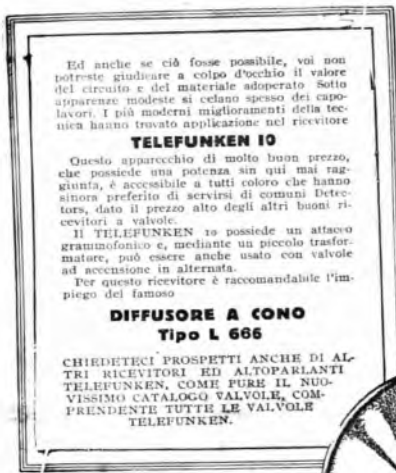 Ed anche se ciò fosse possibile, voi non
potreste giudicare a colpo d'occhio il valore
del circuito e del materiale adoperato Sotto
apparenze modeste si celano spesso dei capo-
lavori. I più moderni miglioramenti della tec-
nica hanno trovato applicazione nel ricevitore
TELEFUNKEN 10
Questo apparecchio di molto buon prezzo,
che possiede una potenza sin qui mai rag-
giunta, è accessibile a tutti coloro che hanno
sinora preferito di servirsi di comuni Detec-
tors, dato il prezzo alto degli altri buoni ri-
cevitori a valvole.
Il TELEFUNKEN 10 possiede un attacco
grammofonico e, mediante un piccolo trasfor-
matore, può essere anche usato con valvole
ad accensione in alternata.
Per questo ricevitore è raccomandabile l'im-
piego del famoso
DIFFUSORE A CONO
Tipo L 666
CHIEDETECI PROSPETTI ANCHE DI AL-
TRI RICEVITORI ED ALTOPARLANTI
TELEFUNKEN, COME PURE IL NUO-
VISSIMO CATALOGO VALVOLE, COM-
PRENDENTE TUTTE LE VALVOLE
TELEFUNKEN.